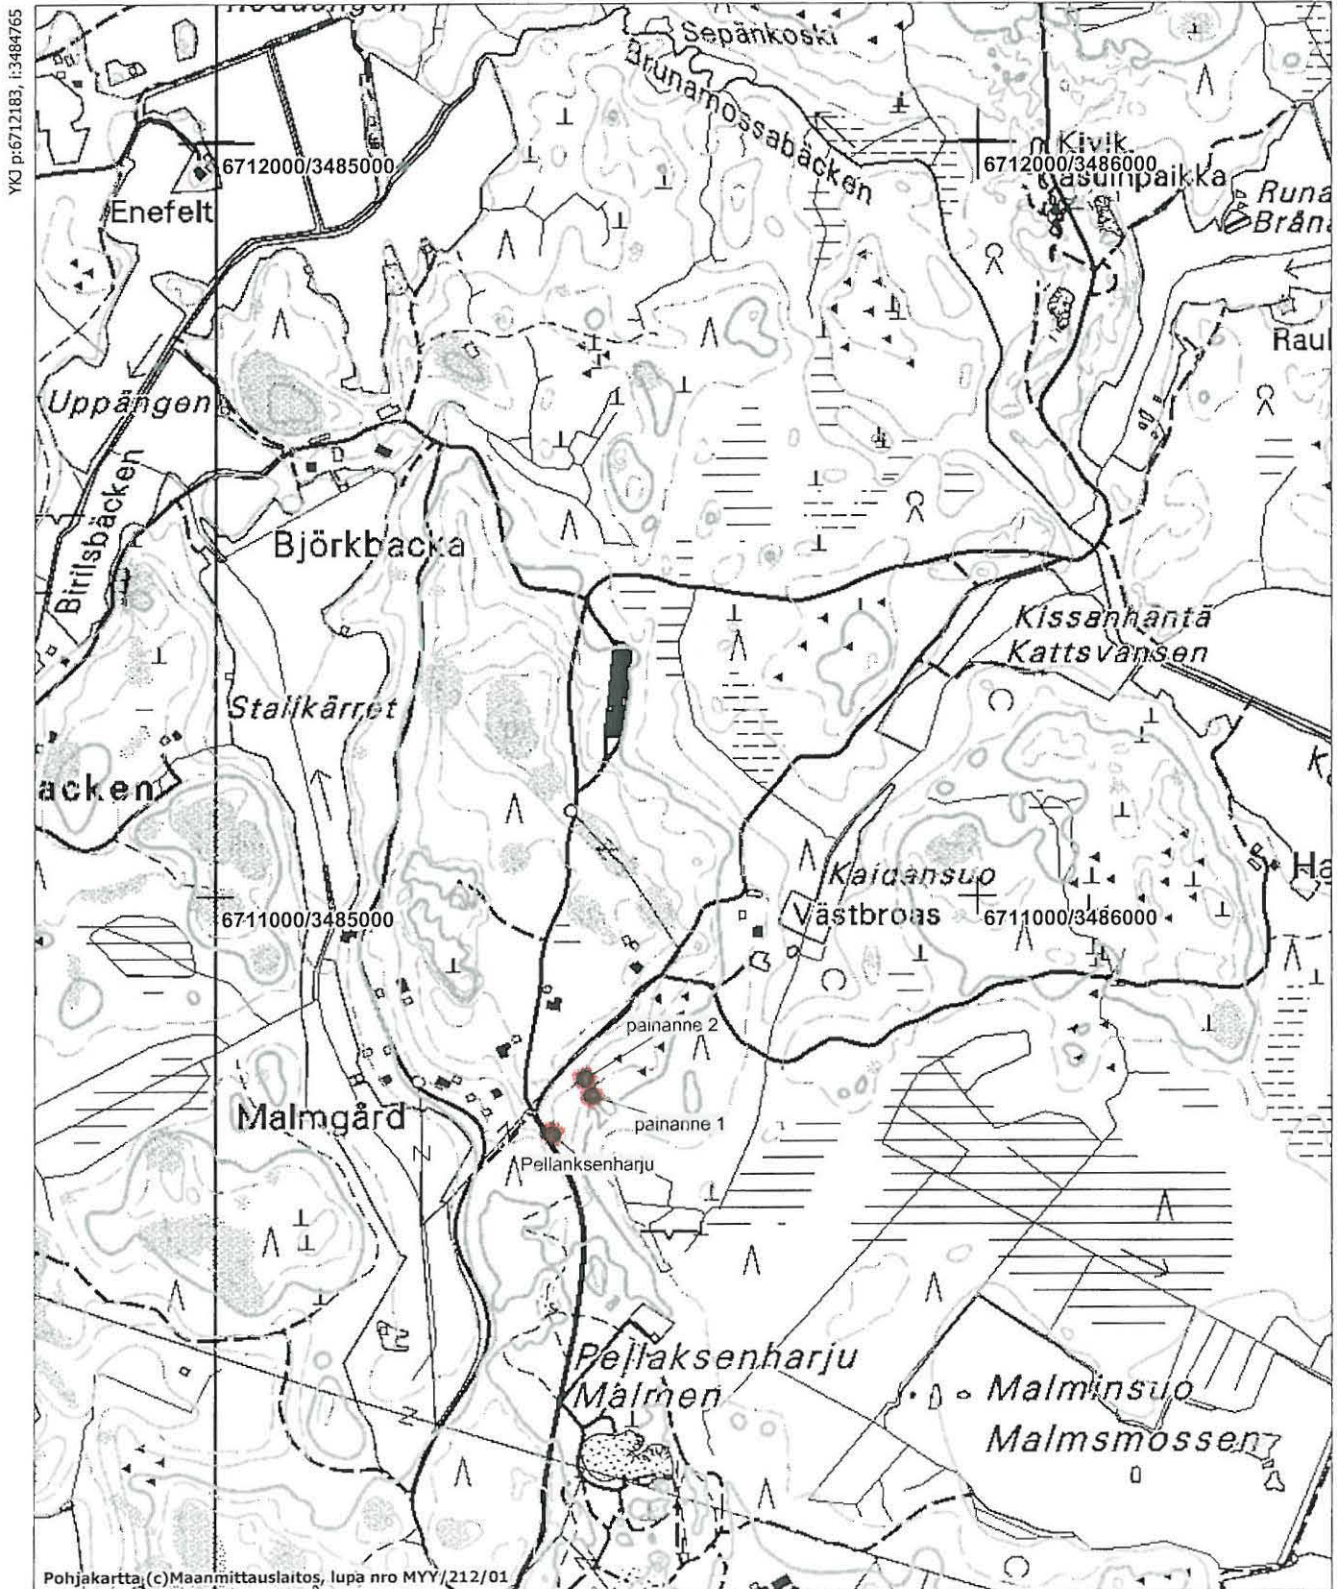 YKJ p:6712183, i:3484765
Sepänkoski
Brunamossabäcken
6712000/3485000
6712000/3486000
Kivik.
asuinpaikka
Enefelt
Runa
Bråna
Raul
Uppängen
Birilsbäcken
Björkbacka
Kissanhäntä
Kattsvansen
Stallkärret
acken
Kaidansuo
Västbroas
Ha
6711000/3485000
6711000/3486000
painanne 2
Malmgård
painanne 1
Pellanksenharju
Pellaksenharju
Malmen
Malminsuo
Malmsmossen
Pohjakartta (c)Maanmittauslaitos, lupa nro MYY/212/01